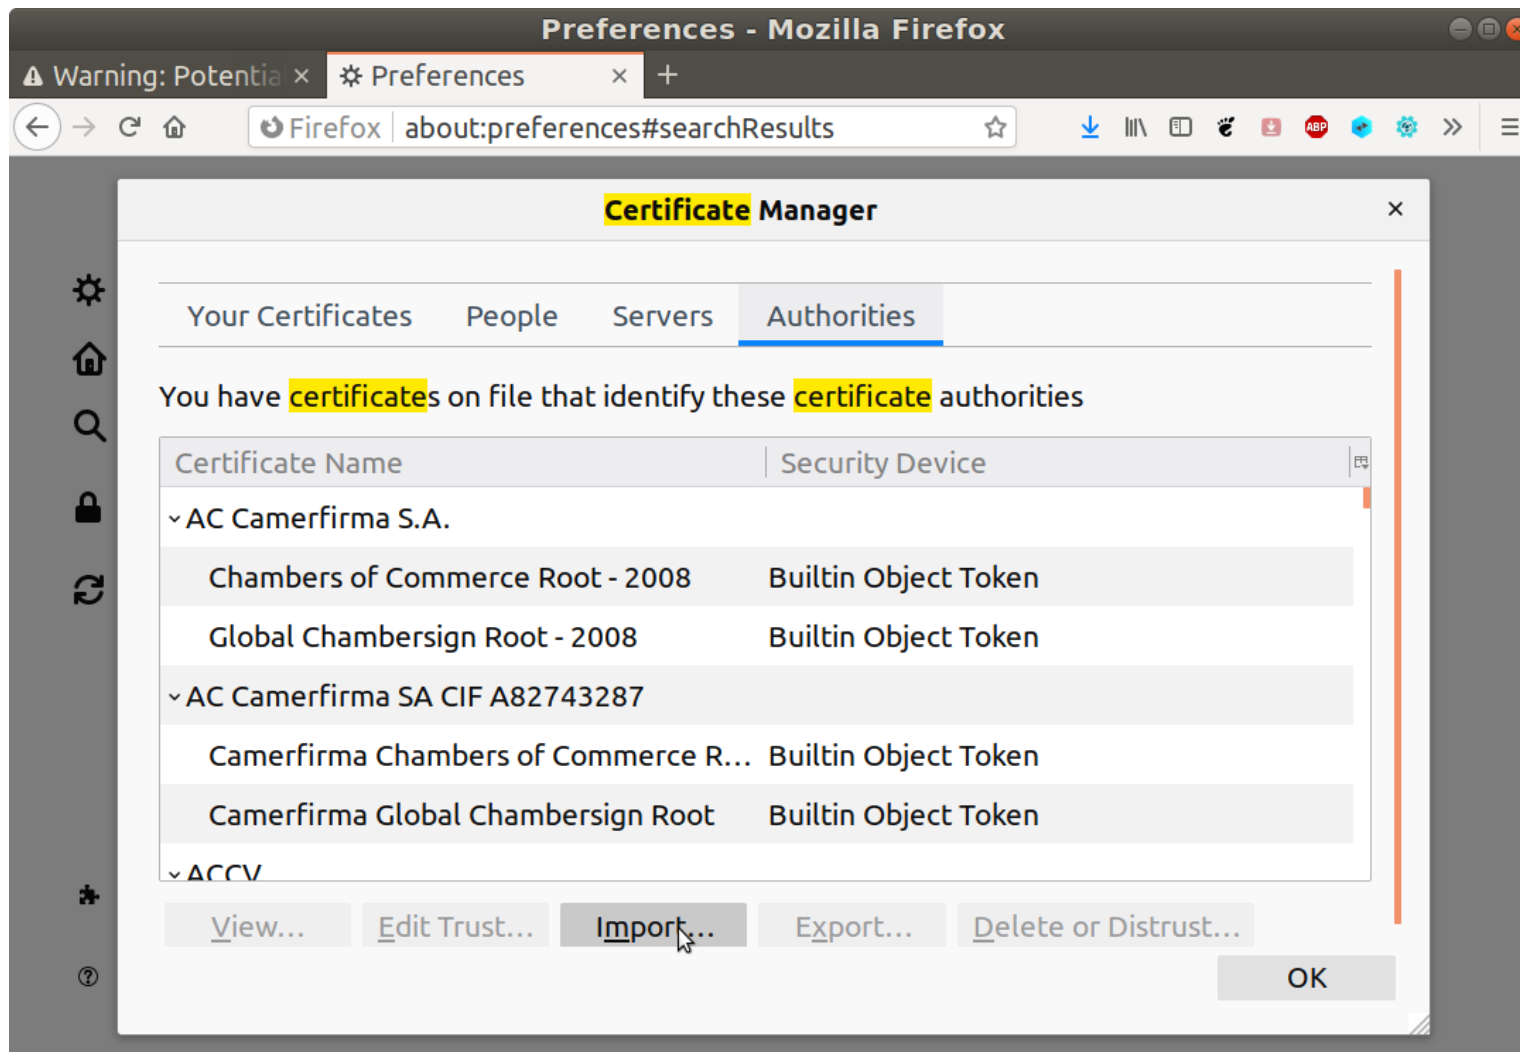 Preferences - Mozilla Firefox
Warning: Potential
Preferences
Firefox about:preferences#searchResults
ABP
Certificate Manager
Your Certificates People Servers Authorities
You have certificates on file that identify these certificate authorities
Certificate Name Security Device
AC Camerfirma S.A.
Chambers of Commerce Root - 2008 Builtin Object Token
Global Chambersign Root - 2008 Builtin Object Token
AC Camerfirma SA CIF A82743287
Camerfirma Chambers of Commerce R... Builtin Object Token
Camerfirma Global Chambersign Root Builtin Object Token
ACCV
View... Edit Trust... Import... Export... Delete or Distrust...
OK